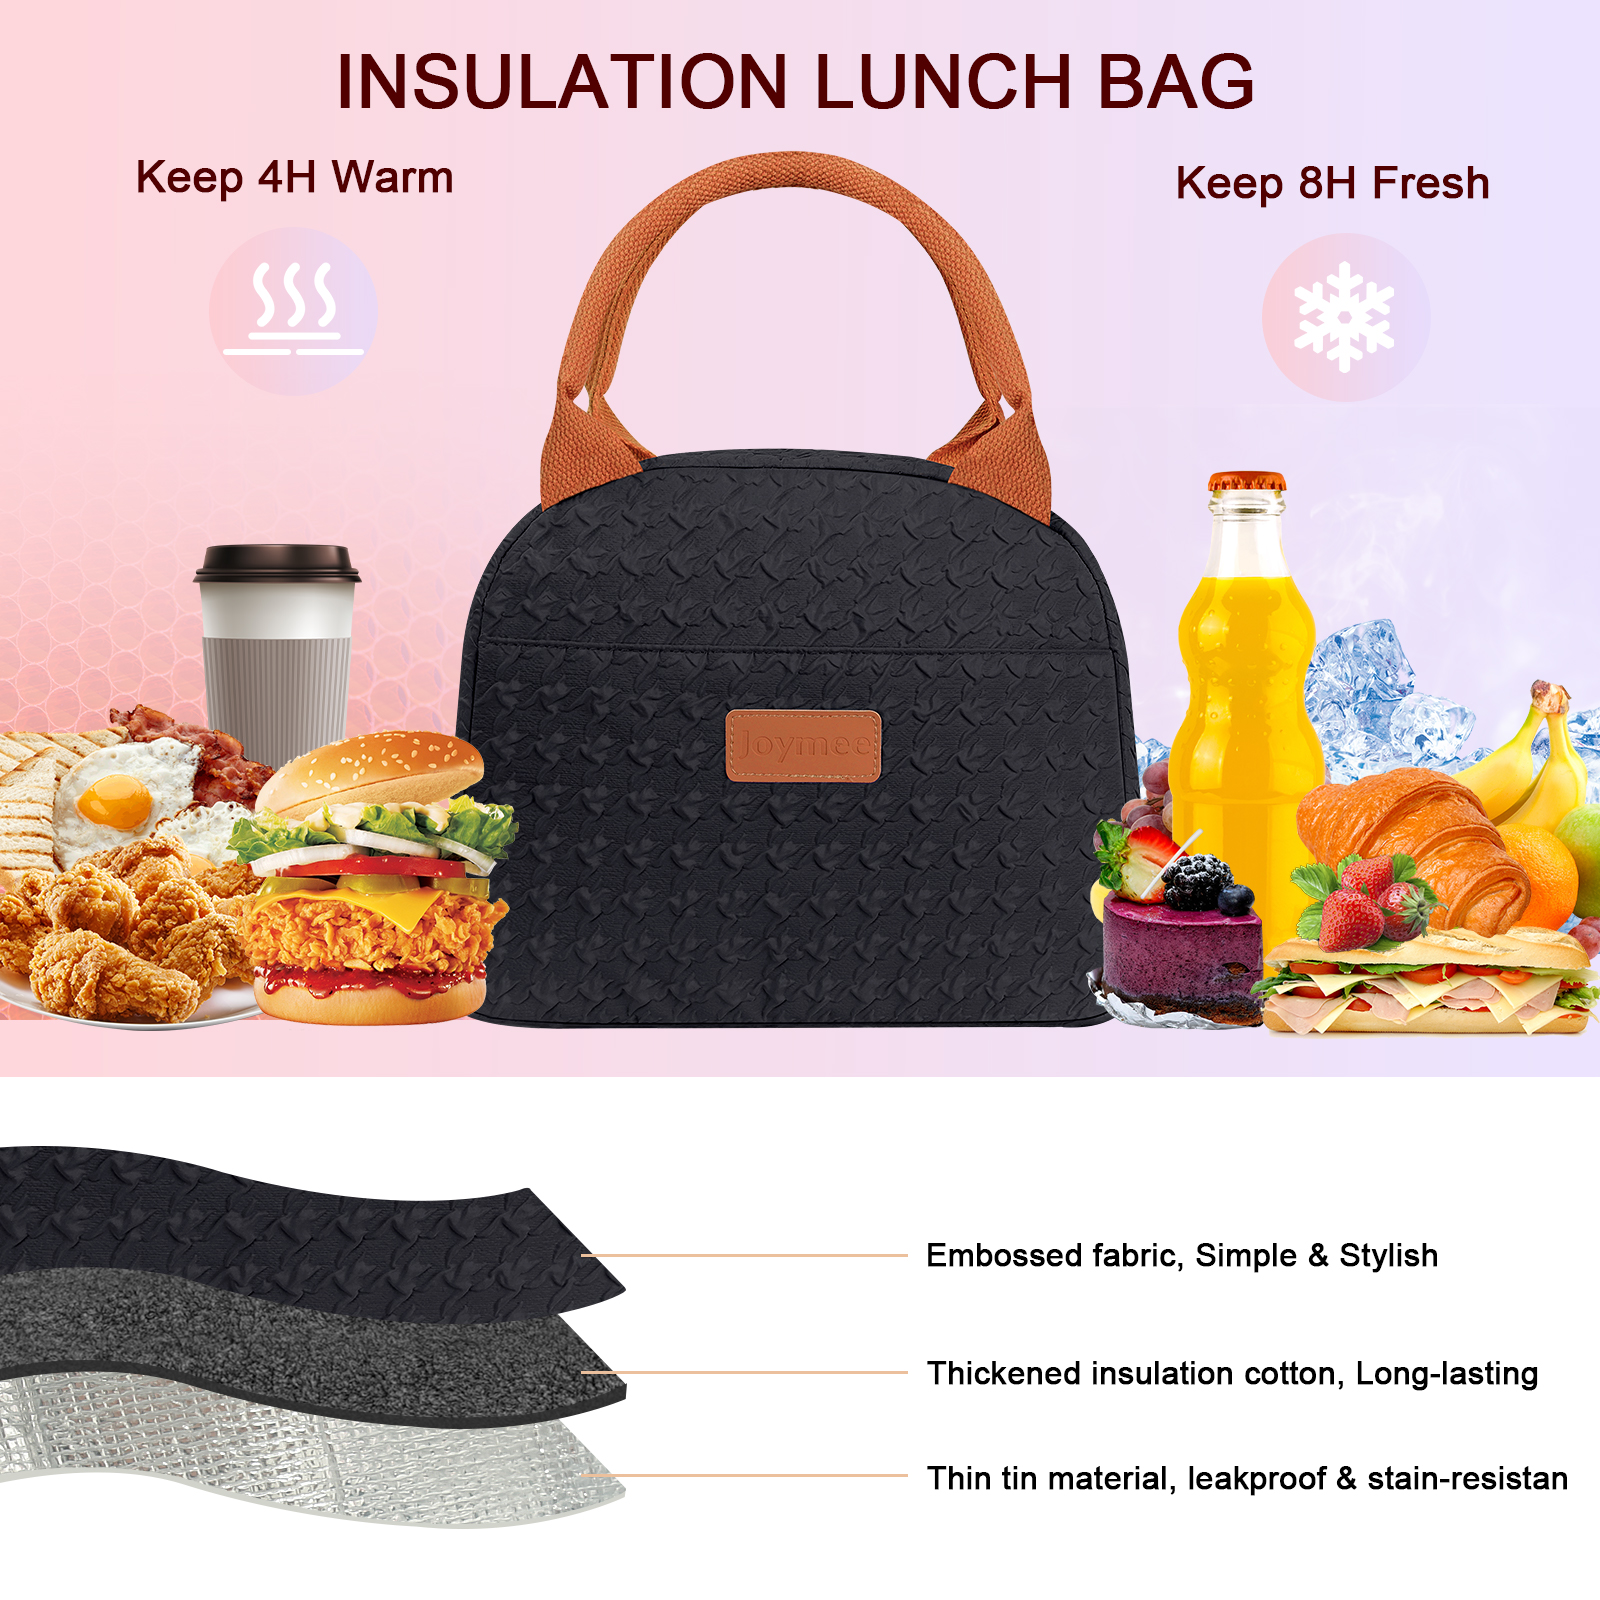 INSULATION LUNCH BAG
Keep 4H Warm
Keep 8H Fresh
Joymee
Embossed fabric, Simple & Stylish
Thickened insulation cotton, Long-lasting
Thin tin material, leakproof & stain-resistan